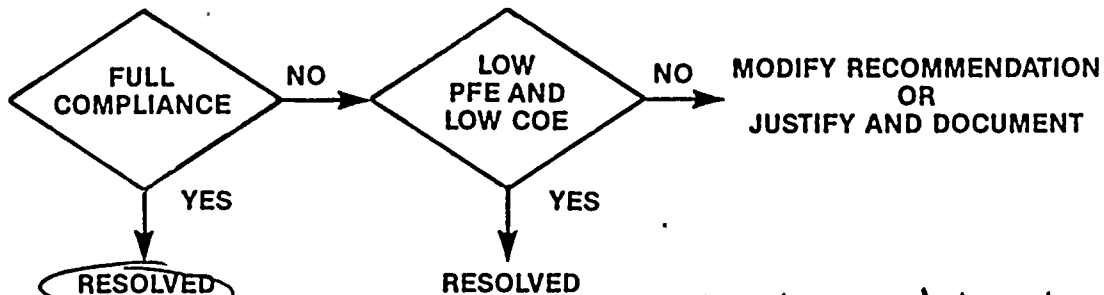 FULL
COMPLIANCE
NO
LOW
PFE AND
LOW COE
NO
MODIFY RECOMMENDATION
OR
JUSTIFY AND DOCUMENT
YES
YES
RESOLVED
RESOLVED